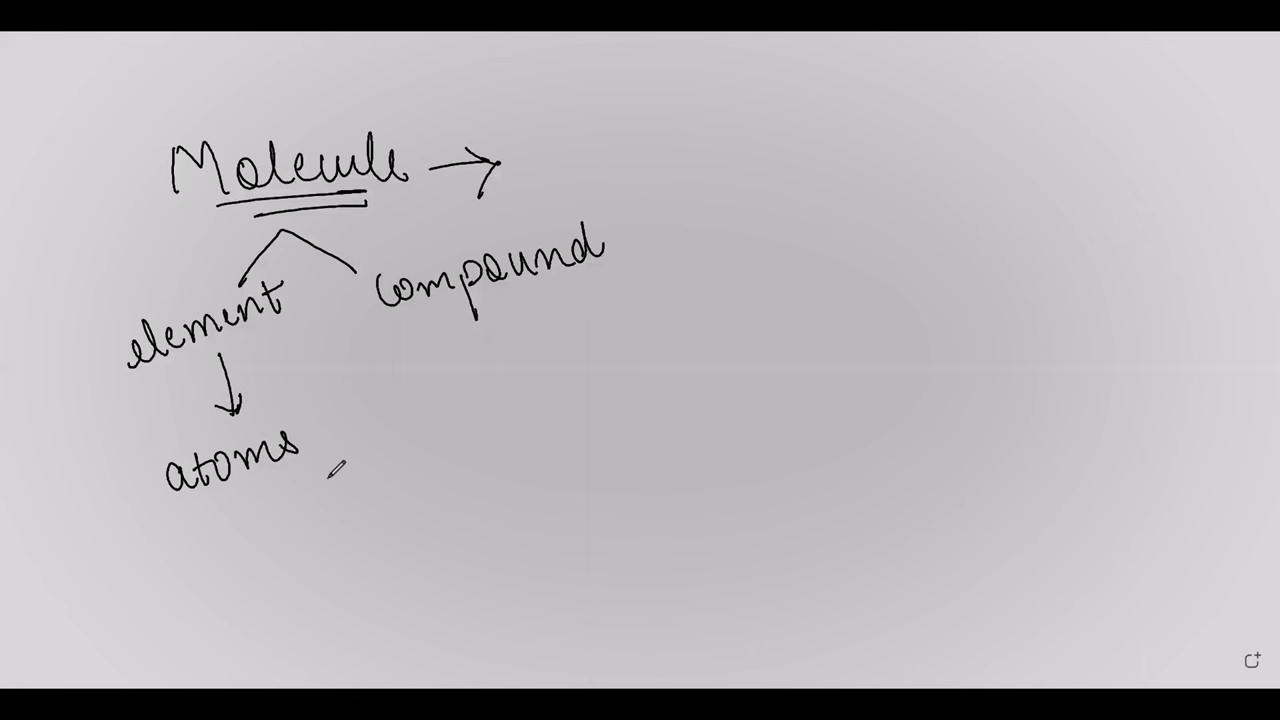 Molecule →
element compound
↓
atoms